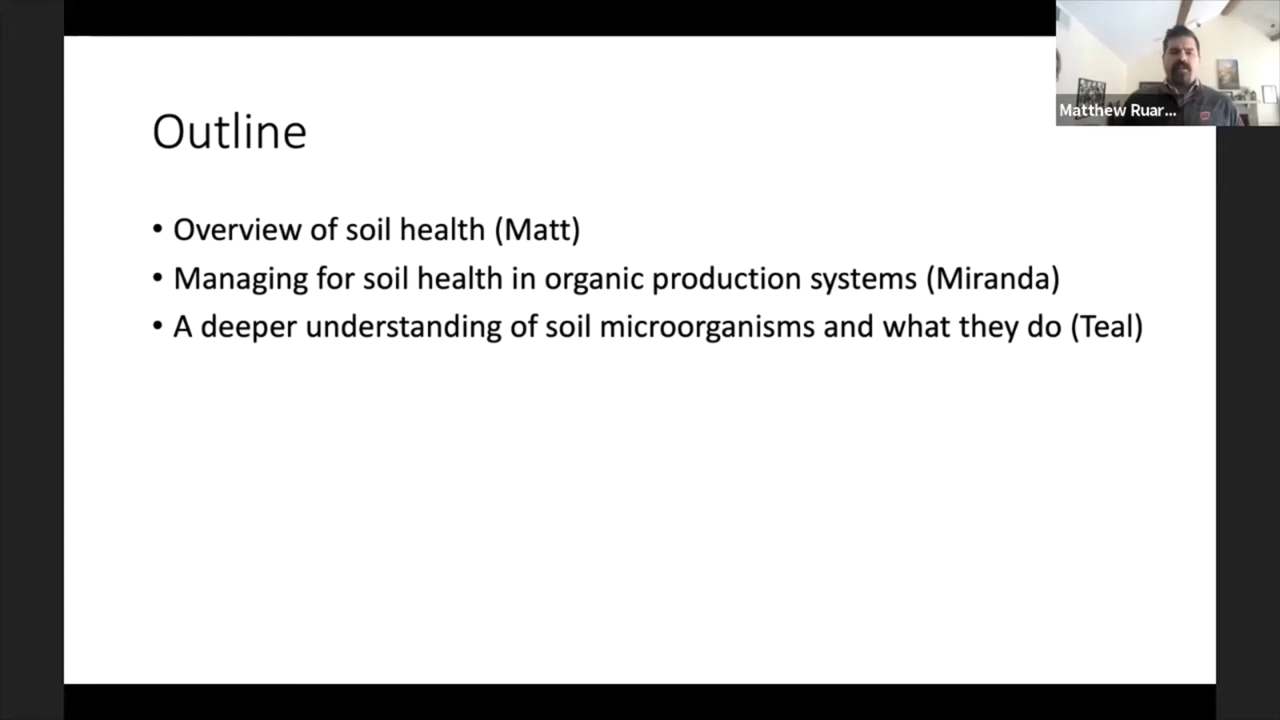 Outline
• Overview of soil health (Matt)
• Managing for soil health in organic production systems (Miranda)
• A deeper understanding of soil microorganisms and what they do (Teal)
Matthew Ruar...